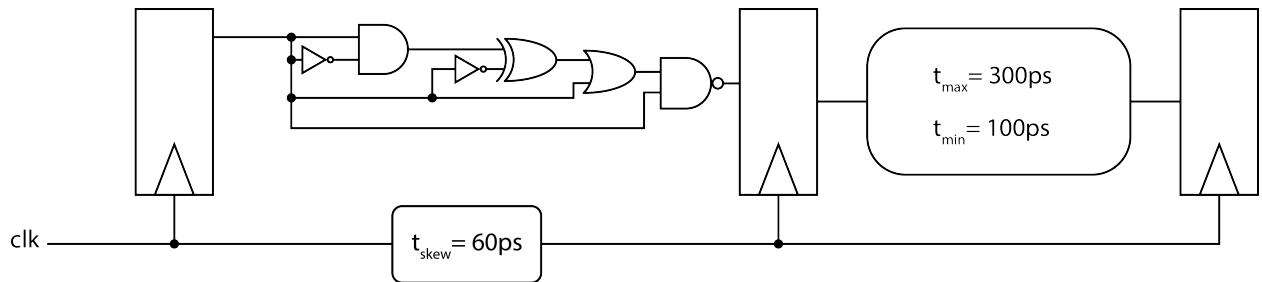 t_max= 300ps
t_min= 100ps
clk
t_skew= 60ps